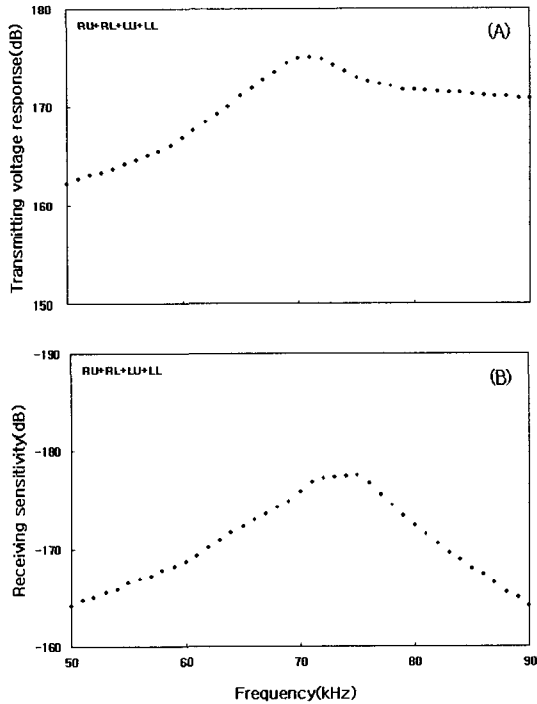 180
RU+RL+LU+LL
(A)
170
160
150
Transmitting voltage response(dB)
-190
RU+RL+LU+LL
(B)
-180
-170
-160
Receiving sensitivity(dB)
50 60 70 80 90
Frequency(kHz)